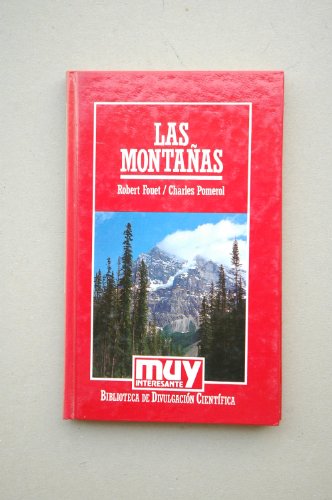 LAS
MONTAÑAS
Robert Fouet / Charles Pomerol
muy
INTERESANTE
BIBLIOTECA DE DIVULGACIÓN CIENTÍFICA